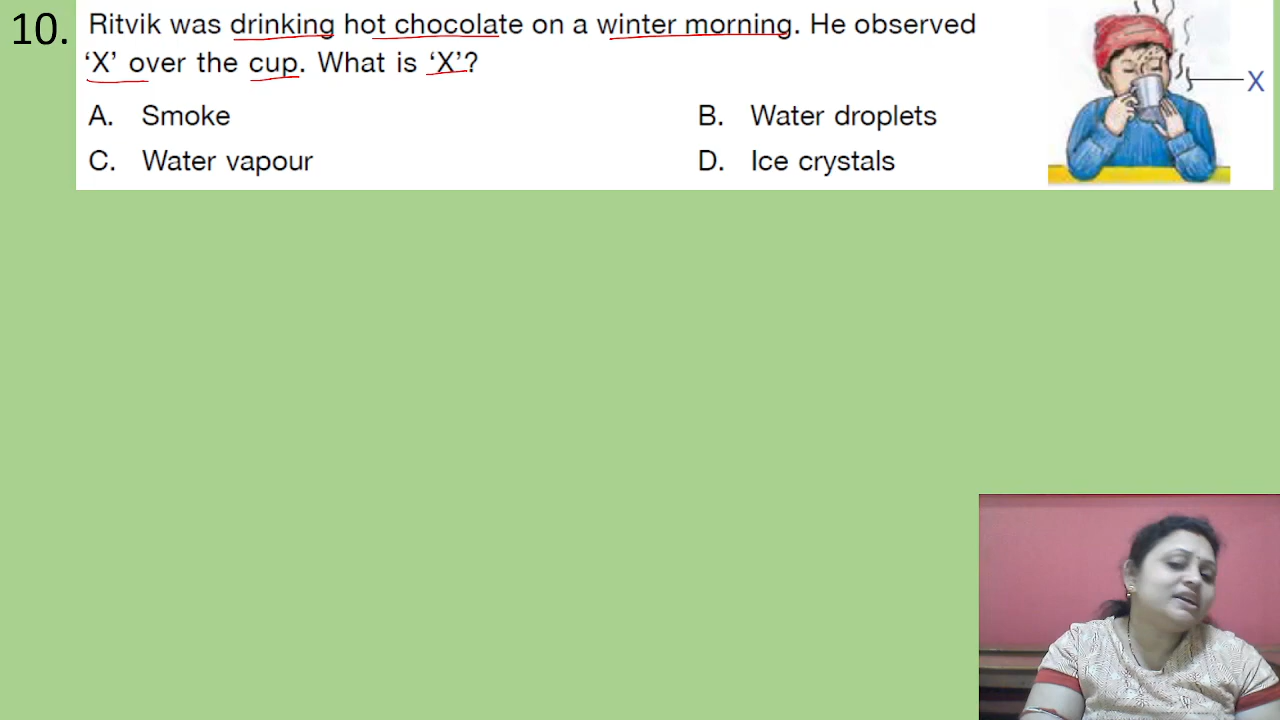 10. Ritvik was drinking hot chocolate on a winter morning. He observed
‘X’ over the cup. What is ‘X’?
X
A. Smoke B. Water droplets
C. Water vapour D. Ice crystals